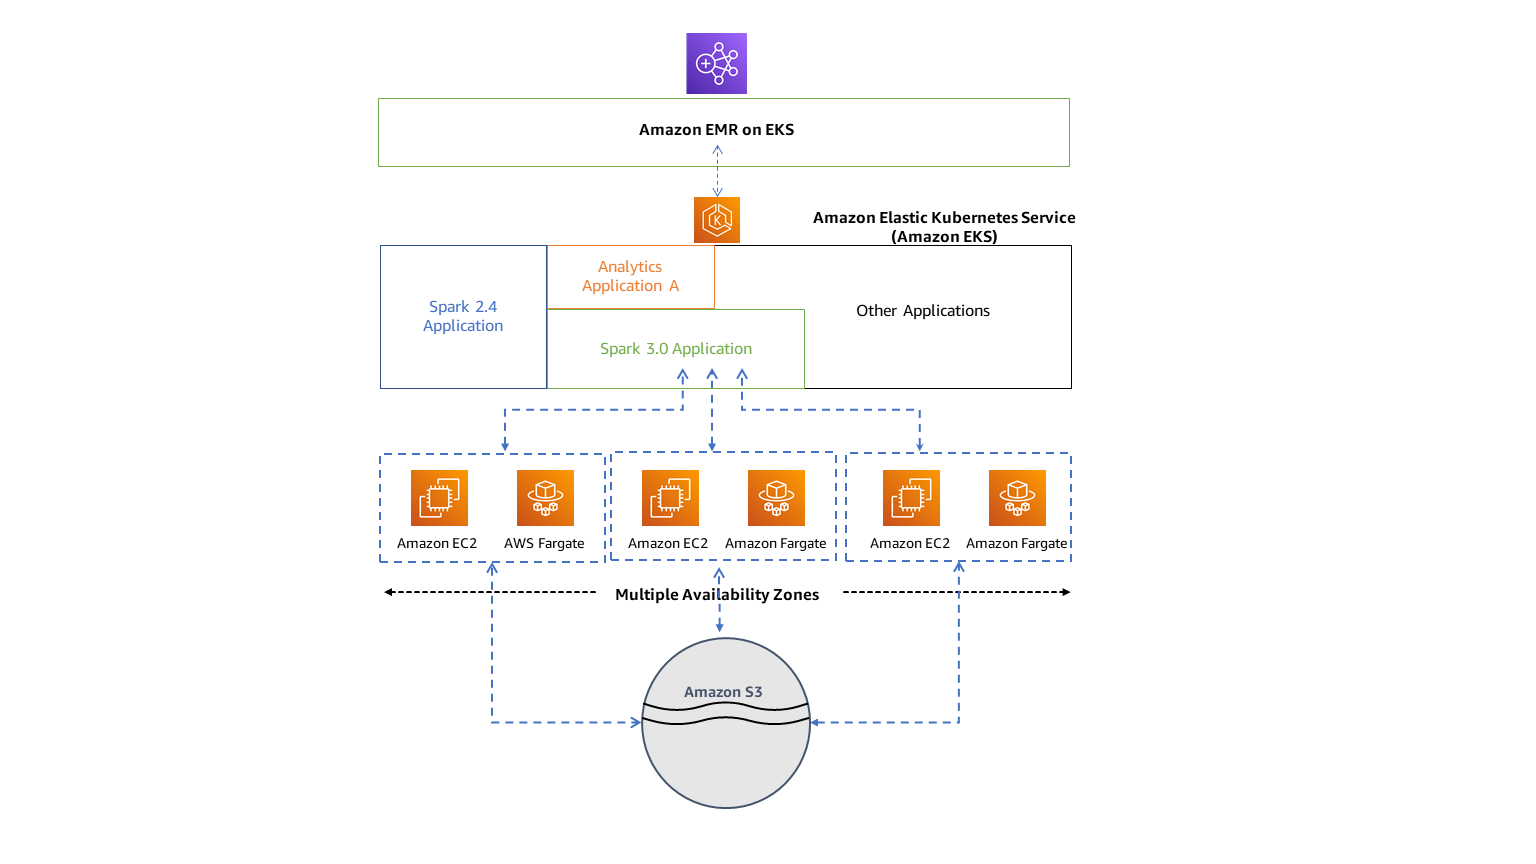 Amazon EMR on EKS
Amazon Elastic Kubernetes Service
(Amazon EKS)
Analytics
Application A
Spark 2.4
Application
Other Applications
Spark 3.0 Application
Amazon EC2
AWS Fargate
Amazon EC2
Amazon Fargate
Amazon EC2
Amazon Fargate
Multiple Availability Zones
Amazon S3